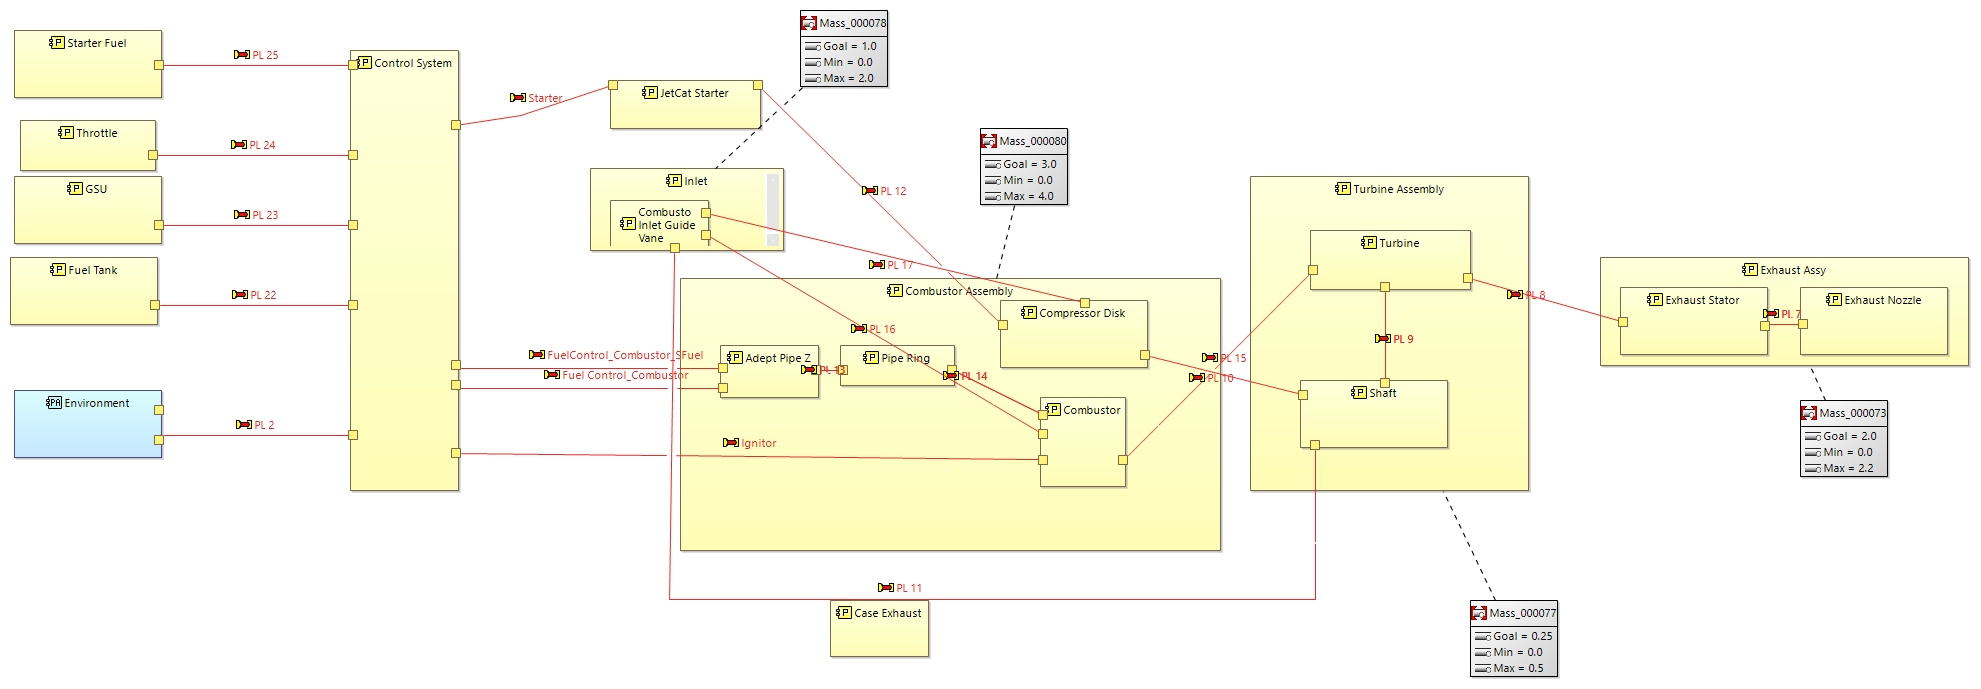 Mass_000078
Goal = 1.0
Min = 0.0
Max = 2.0
Starter Fuel
PL 25
Control System
Starter
JetCat Starter
Throttle
PL 24
Mass_000080
Goal = 3.0
Min = 0.0
Max = 4.0
GSU
PL 23
Inlet
Combusto
Inlet Guide
Vane
PL 12
PL 17
Turbine Assembly
Turbine
Fuel Tank
PL 22
Combustor Assembly
Compressor Disk
PL 16
PL 8
Exhaust Assy
Exhaust Stator
PL 7
Exhaust Nozzle
FuelControl_Combustor_SFuel
Fuel Control_Combustor
Adept Pipe Z
PL 13
Pipe Ring
PL 14
PL 15
PL 10
PL 9
Shaft
Environment
PL 2
Ignitor
Combustor
Mass_000073
Goal = 2.0
Min = 0.0
Max = 2.2
PL 11
Case Exhaust
Mass_000077
Goal = 0.25
Min = 0.0
Max = 0.5